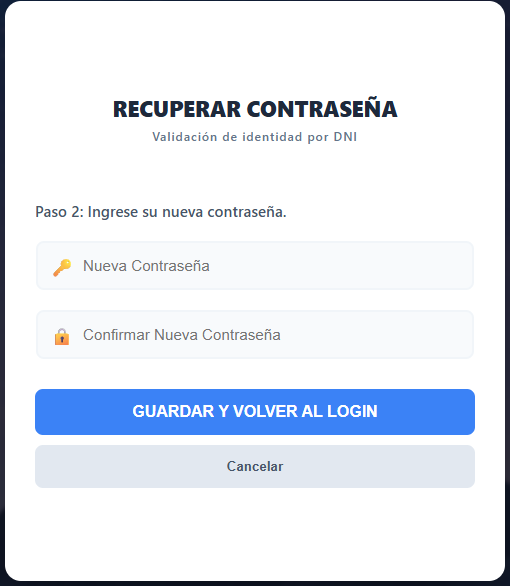 RECUPERAR CONTRASEÑA
Validación de identidad por DNI
Paso 2: Ingrese su nueva contraseña.
Nueva Contraseña
Confirmar Nueva Contraseña
GUARDAR Y VOLVER AL LOGIN
Cancelar